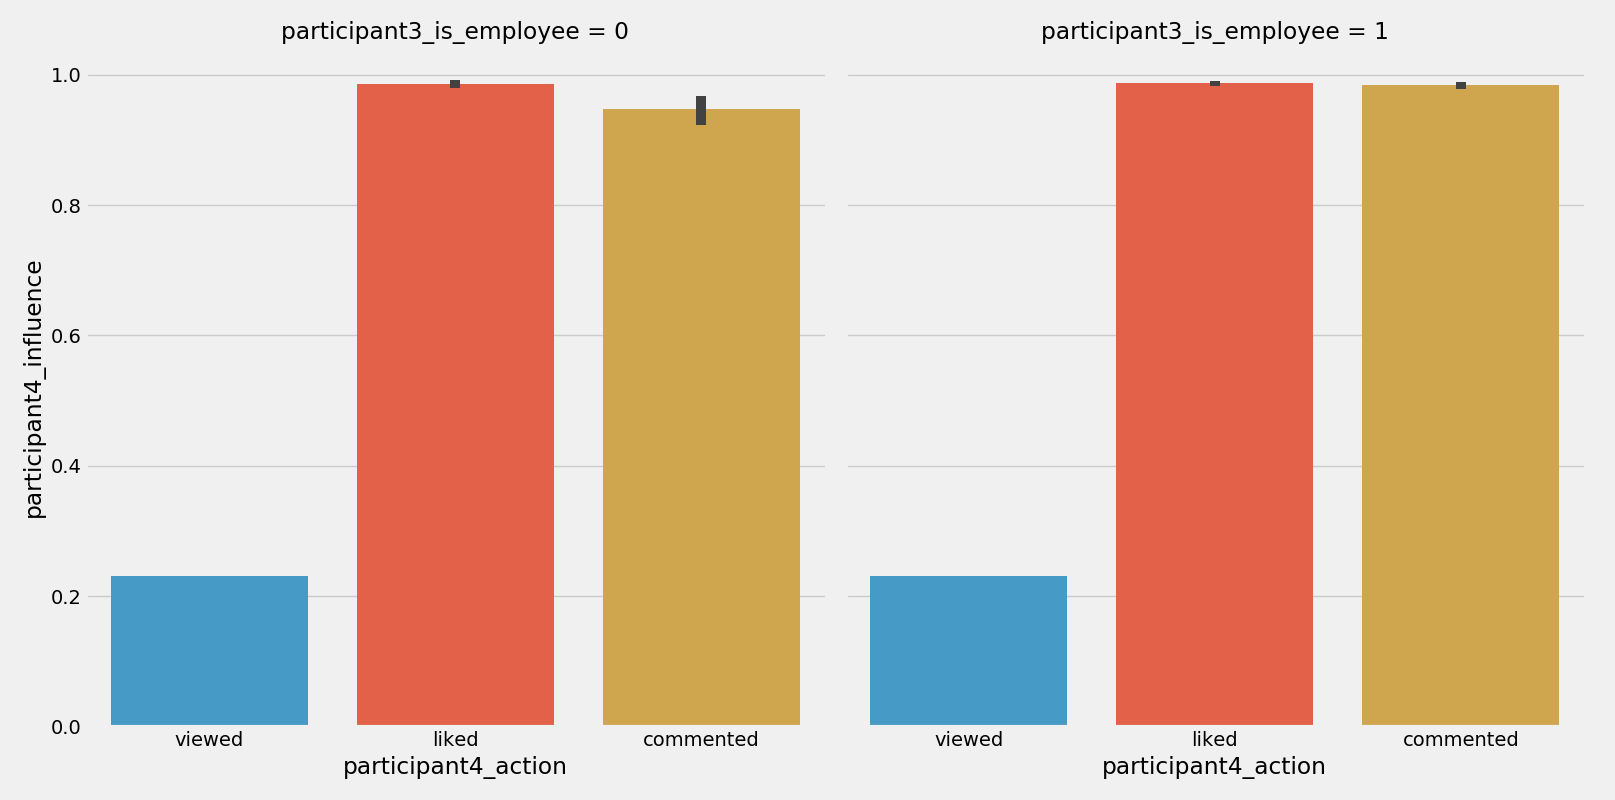 participant3_is_employee = 0
participant3_is_employee = 1
participant4_influence
1.0
0.8
0.6
0.4
0.2
0.0
viewed liked commented
viewed liked commented
participant4_action
participant4_action